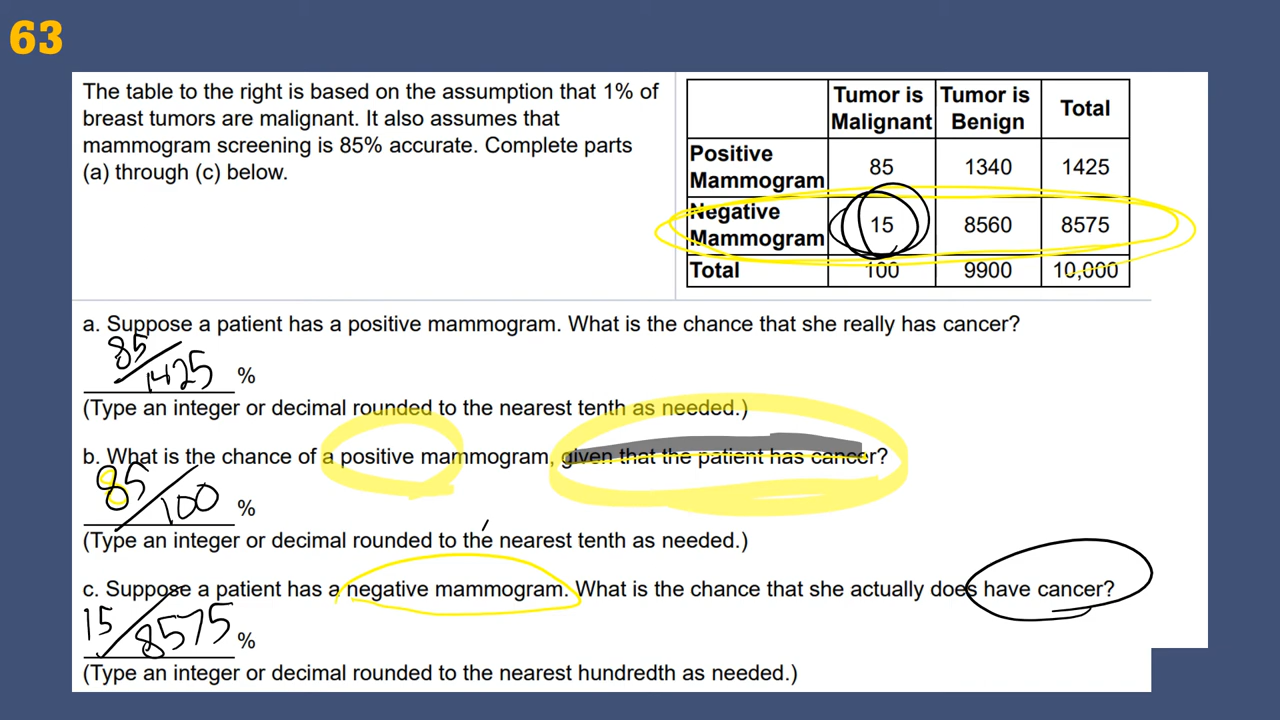 63
The table to the right is based on the assumption that 1% of
breast tumors are malignant. It also assumes that
mammogram screening is 85% accurate. Complete parts
(a) through (c) below.
Tumor is Malignant Tumor is Benign Total
Positive Mammogram 85 1340 1425
Negative Mammogram 15 8560 8575
Total 100 9900 10,000
a. Suppose a patient has a positive mammogram. What is the chance that she really has cancer?
85/1425 %
(Type an integer or decimal rounded to the nearest tenth as needed.)
b. What is the chance of a positive mammogram, given that the patient has cancer?
85/100 %
(Type an integer or decimal rounded to the nearest tenth as needed.)
c. Suppose a patient has a negative mammogram. What is the chance that she actually does have cancer?
15/8575 %
(Type an integer or decimal rounded to the nearest hundredth as needed.)